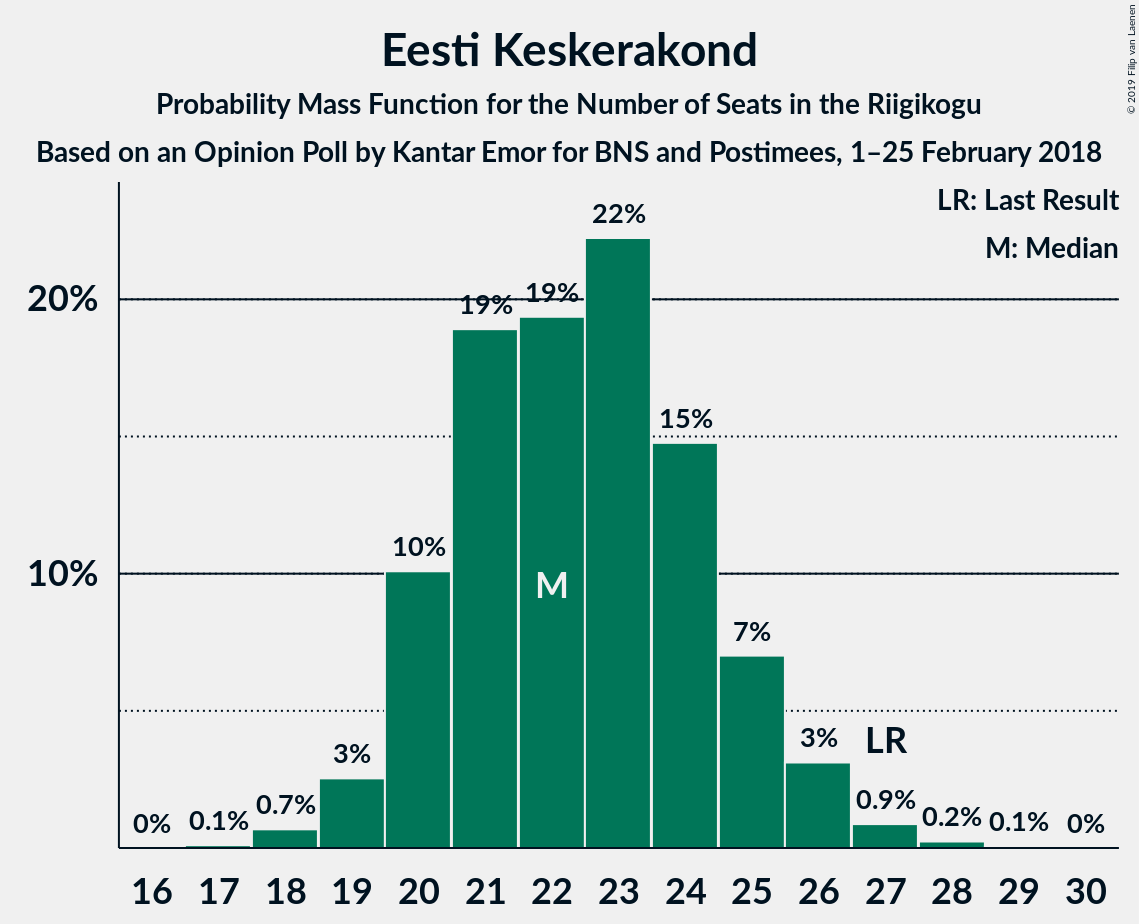 Eesti Keskerakond
Probability Mass Function for the Number of Seats in the Riigikogu
Based on an Opinion Poll by Kantar Emor for BNS and Postimees, 1–25 February 2018
© 2019 Filip van Laenen
LR: Last Result
M: Median
22%
20%
19% 19%
15%
10%
10%
M
7%
3%
3%
LR
0% 0.1% 0.7%
0.9% 0.2% 0.1% 0%
16 17 18 19 20 21 22 23 24 25 26 27 28 29 30